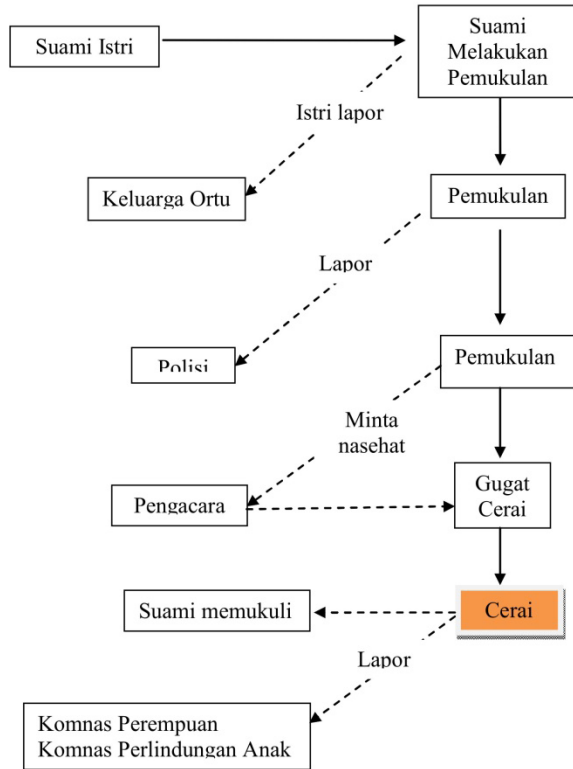 Suami Istri
Suami
Melakukan
Pemukulan
Istri lapor
Keluarga Ortu
Pemukulan
Lapor
Polisi
Pemukulan
Minta
nasehat
Pengacara
Gugat
Cerai
Suami memukuli
Cerai
Lapor
Komnas Perempuan
Komnas Perlindungan Anak